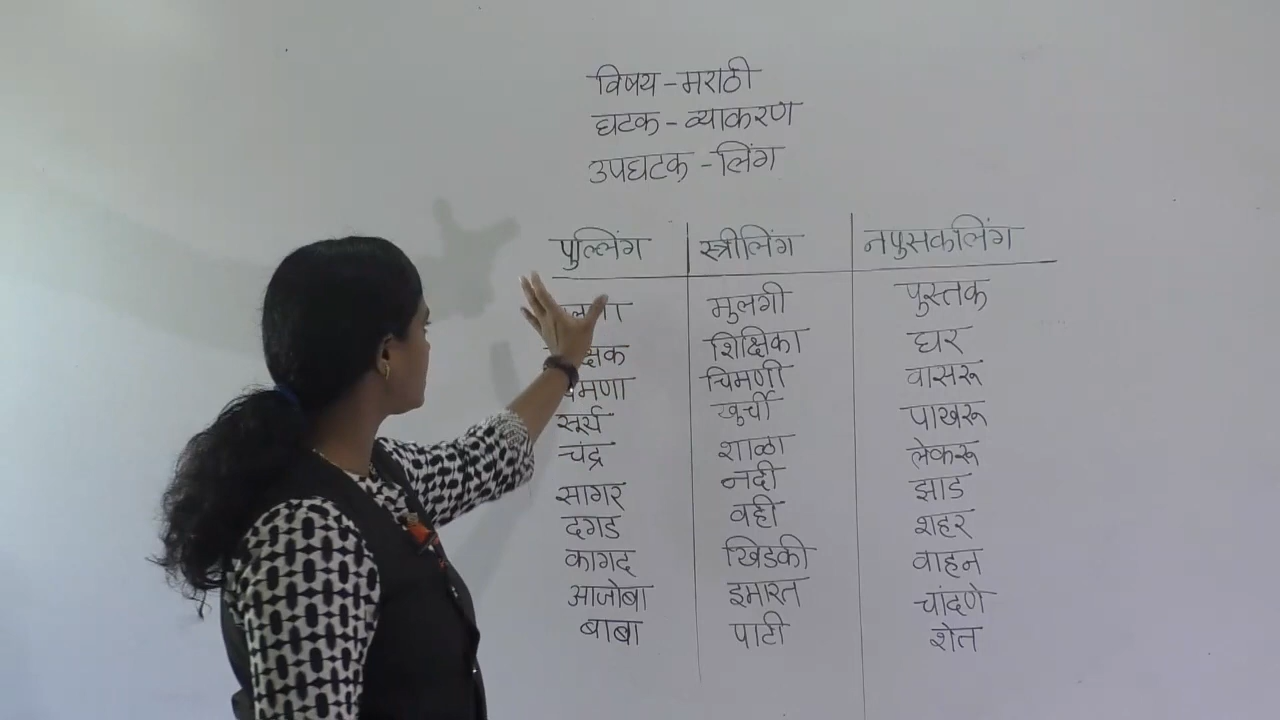 विषय - मराठी
घटक - व्याकरण
उपघटक - लिंग
पुल्लिंग स्त्रीलिंग नपुसकलिंग
मुलगी पुस्तक
शिक्षिका घर
चिमणी वासरू
सूर्य खुर्ची पाखरू
चंद्र शाळा लेकरू
सागर नदी झाड
दगड वही शहर
कागद खिडकी वाहन
आजोबा इमारत चांदणे
बाबा पाटी शेत